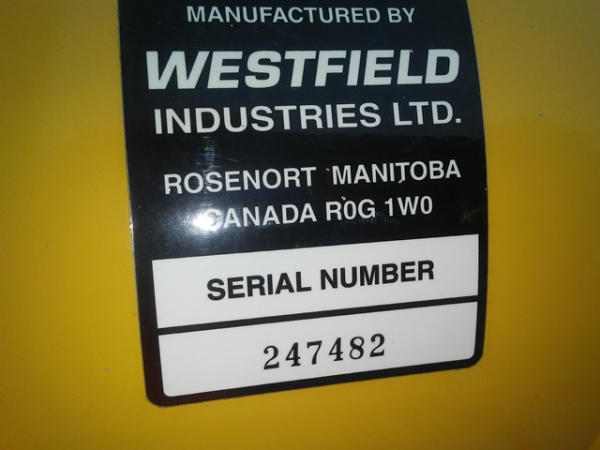 MANUFACTURED BY
WESTFIELD
INDUSTRIES LTD.
ROSENORT MANITOBA
CANADA R0G 1W0
SERIAL NUMBER
247482